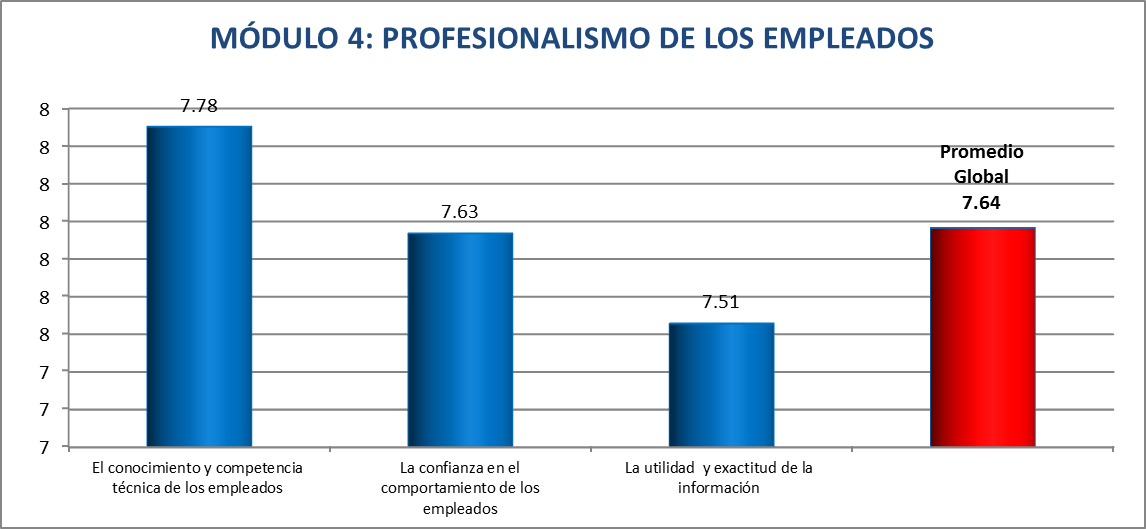 MÓDULO 4: PROFESIONALISMO DE LOS EMPLEADOS
8
8
8
8
8
8
8
7
7
7
7.78
7.63
7.51
Promedio
Global
7.64
El conocimiento y competencia
técnica de los empleados
La confianza en el
comportamiento de los
empleados
La utilidad y exactitud de la
información